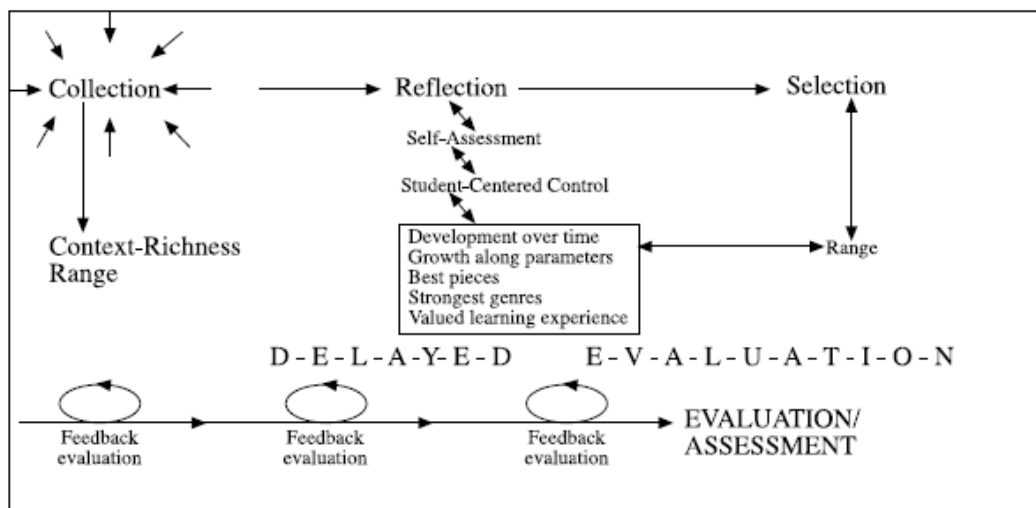 Collection
Reflection
Selection
Self-Assessment
Student-Centered Control
Context-Richness
Range
Development over time
Growth along parameters
Best pieces
Strongest genres
Valued learning experience
Range
D-E-L-A-Y-E-D E-V-A-L-U-A-T-I-O-N
Feedback
evaluation
Feedback
evaluation
Feedback
evaluation
EVALUATION/
ASSESSMENT